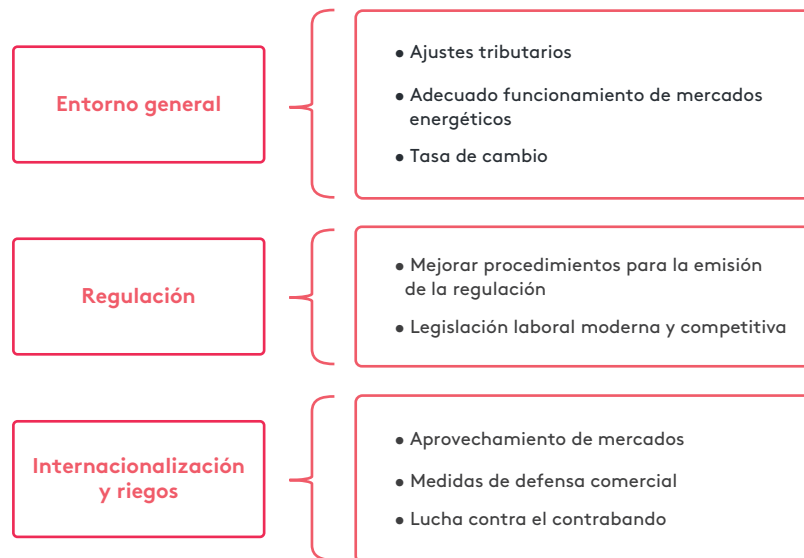 Entorno general
• Ajustes tributarios
• Adecuado funcionamiento de mercados
energéticos
• Tasa de cambio
Regulación
• Mejorar procedimientos para la emisión
de la regulación
• Legislación laboral moderna y competitiva
Internacionalización
y riegos
• Aprovechamiento de mercados
• Medidas de defensa comercial
• Lucha contra el contrabando